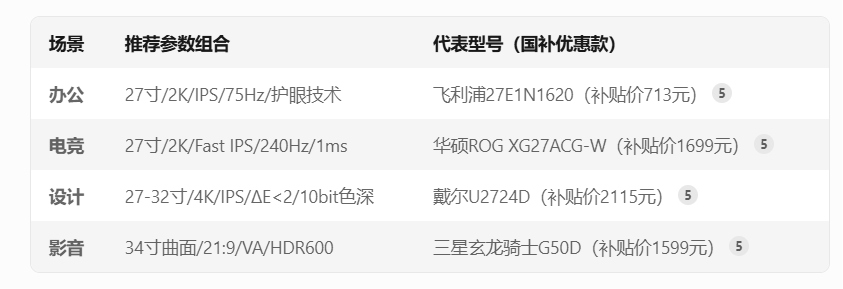 场景 推荐参数组合 代表型号（国补优惠款）
办公 27寸/2K/IPS/75Hz/护眼技术 飞利浦27E1N1620（补贴价713元） 5
电竞 27寸/2K/Fast IPS/240Hz/1ms 华硕ROG XG27ACG-W（补贴价1699元） 5
设计 27-32寸/4K/IPS/ΔE<2/10bit色深 戴尔U2724D（补贴价2115元） 5
影音 34寸曲面/21:9/VA/HDR600 三星玄龙骑士G50D（补贴价1599元） 5